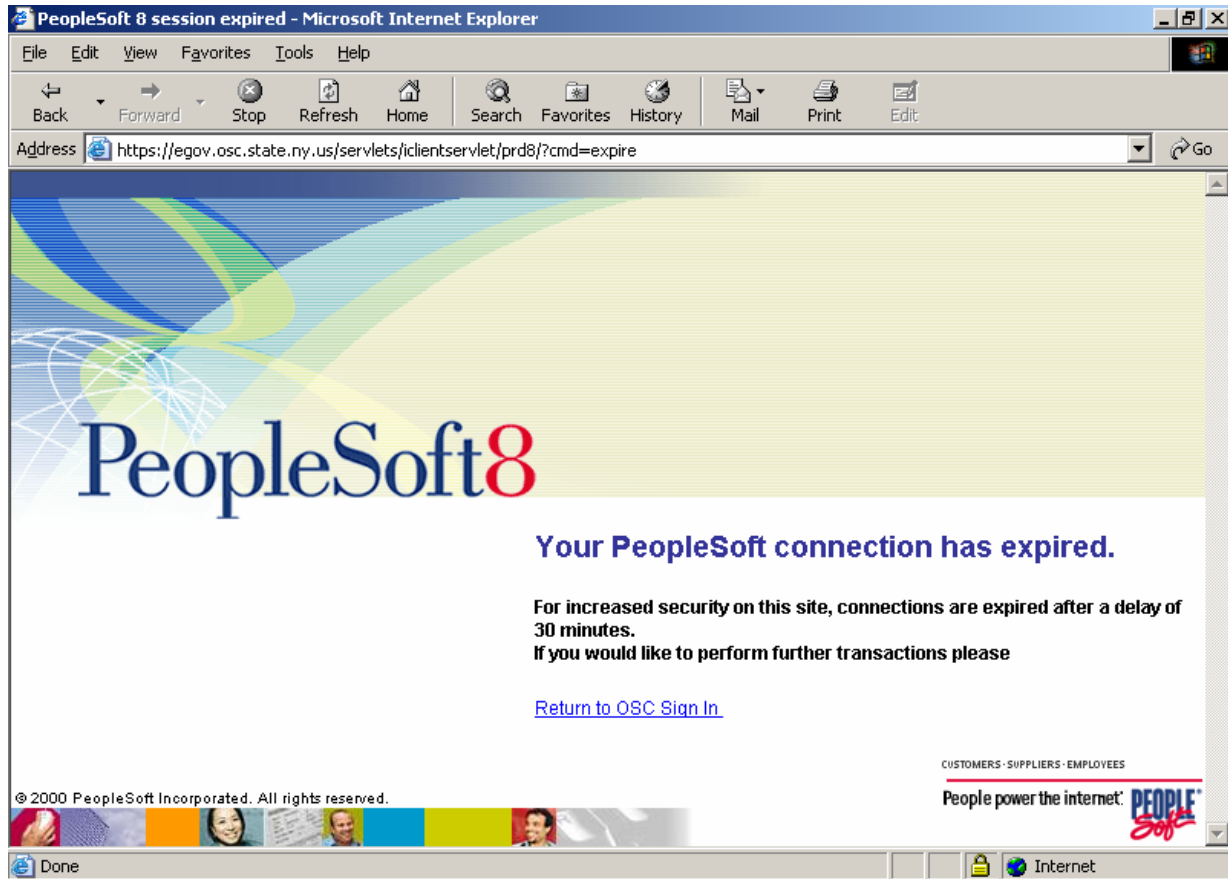 PeopleSoft 8 session expired - Microsoft Internet Explorer
File Edit View Favorites Tools Help
Back Forward Stop Refresh Home Search Favorites History Mail Print Edit
Address https://egov.osc.state.ny.us/servlets/iclientservlet/prd8/?cmd=expire Go
PeopleSoft8
Your PeopleSoft connection has expired.
For increased security on this site, connections are expired after a delay of
30 minutes.
If you would like to perform further transactions please
Return to OSC Sign In
CUSTOMERS·SUPPLIERS·EMPLOYEES
© 2000 PeopleSoft Incorporated. All rights reserved.
People power the internet.
PEOPLE
Soft
Done Internet